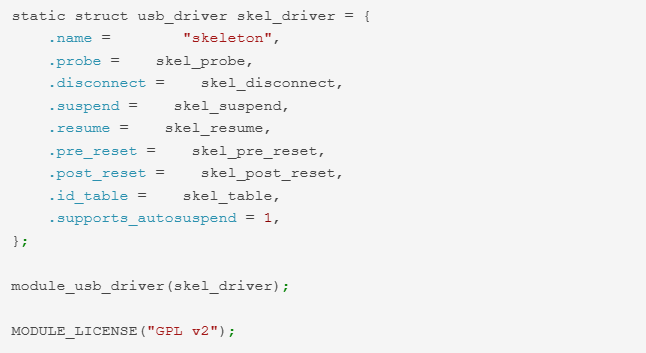 static struct usb_driver skel_driver = {
    .name =        "skeleton",
    .probe =    skel_probe,
    .disconnect =    skel_disconnect,
    .suspend =    skel_suspend,
    .resume =    skel_resume,
    .pre_reset =    skel_pre_reset,
    .post_reset =    skel_post_reset,
    .id_table =    skel_table,
    .supports_autosuspend = 1,
};

module_usb_driver(skel_driver);

MODULE_LICENSE("GPL v2");